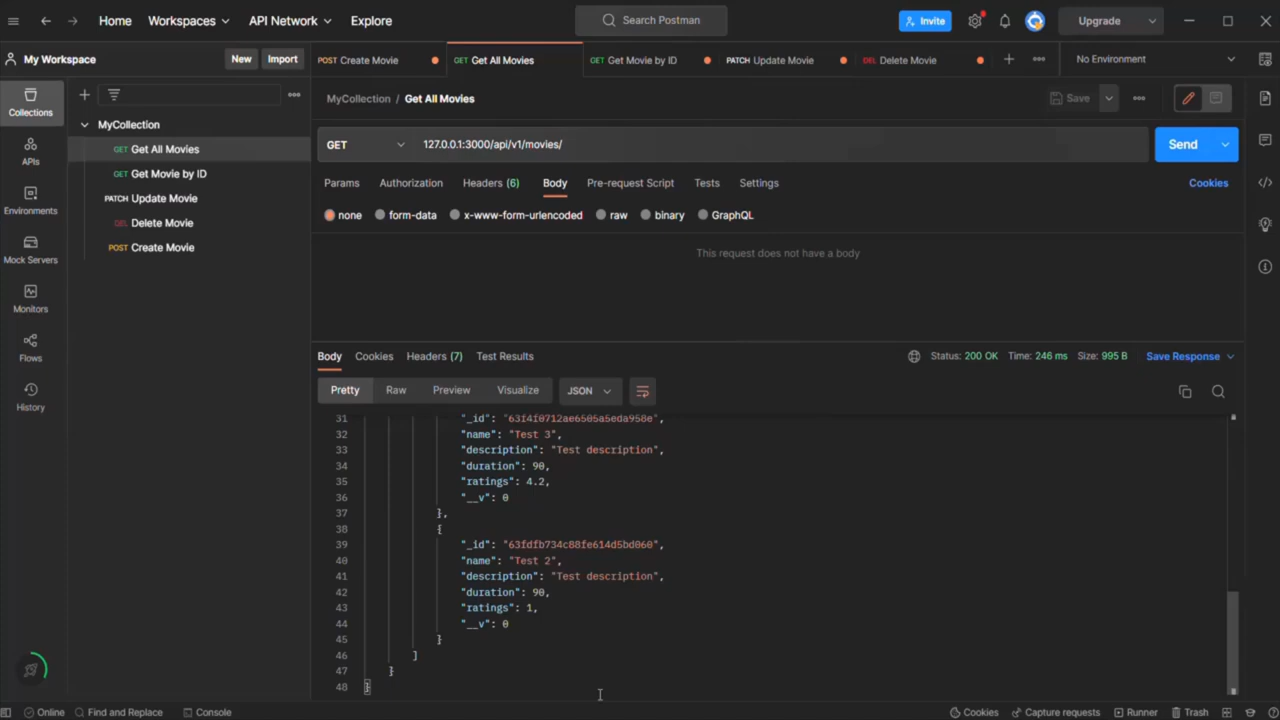 Home Workspaces API Network Explore Search Postman Invite Upgrade
My Workspace New Import POST Create Movie GET Get All Movies GET Get Movie by ID PATCH Update Movie DEL Delete Movie No Environment
Collections
APIs
Environments
Mock Servers
Monitors
Flows
History
MyCollection
GET Get All Movies
GET Get Movie by ID
PATCH Update Movie
DEL Delete Movie
POST Create Movie
MyCollection / Get All Movies Save
GET 127.0.0.1:3000/api/v1/movies/ Send
Params Authorization Headers (6) Body Pre-request Script Tests Settings Cookies
none form-data x-www-form-urlencoded raw binary GraphQL
This request does not have a body
Body Cookies Headers (7) Test Results Status: 200 OK Time: 246 ms Size: 995 B Save Response
Pretty Raw Preview Visualize JSON
31 "_id": "63f4f0712ae6505a5eda958e",
32 "name": "Test 3",
33 "description": "Test description",
34 "duration": 90,
35 "ratings": 4.2,
36 "__v": 0
37 },
38 {
39 "_id": "63fdfb734c88fe614d5bd060",
40 "name": "Test 2",
41 "description": "Test description",
42 "duration": 90,
43 "ratings": 1,
44 "__v": 0
45 }
46 ]
47 }
48 }
Online Find and Replace Console Cookies Capture requests Runner Trash